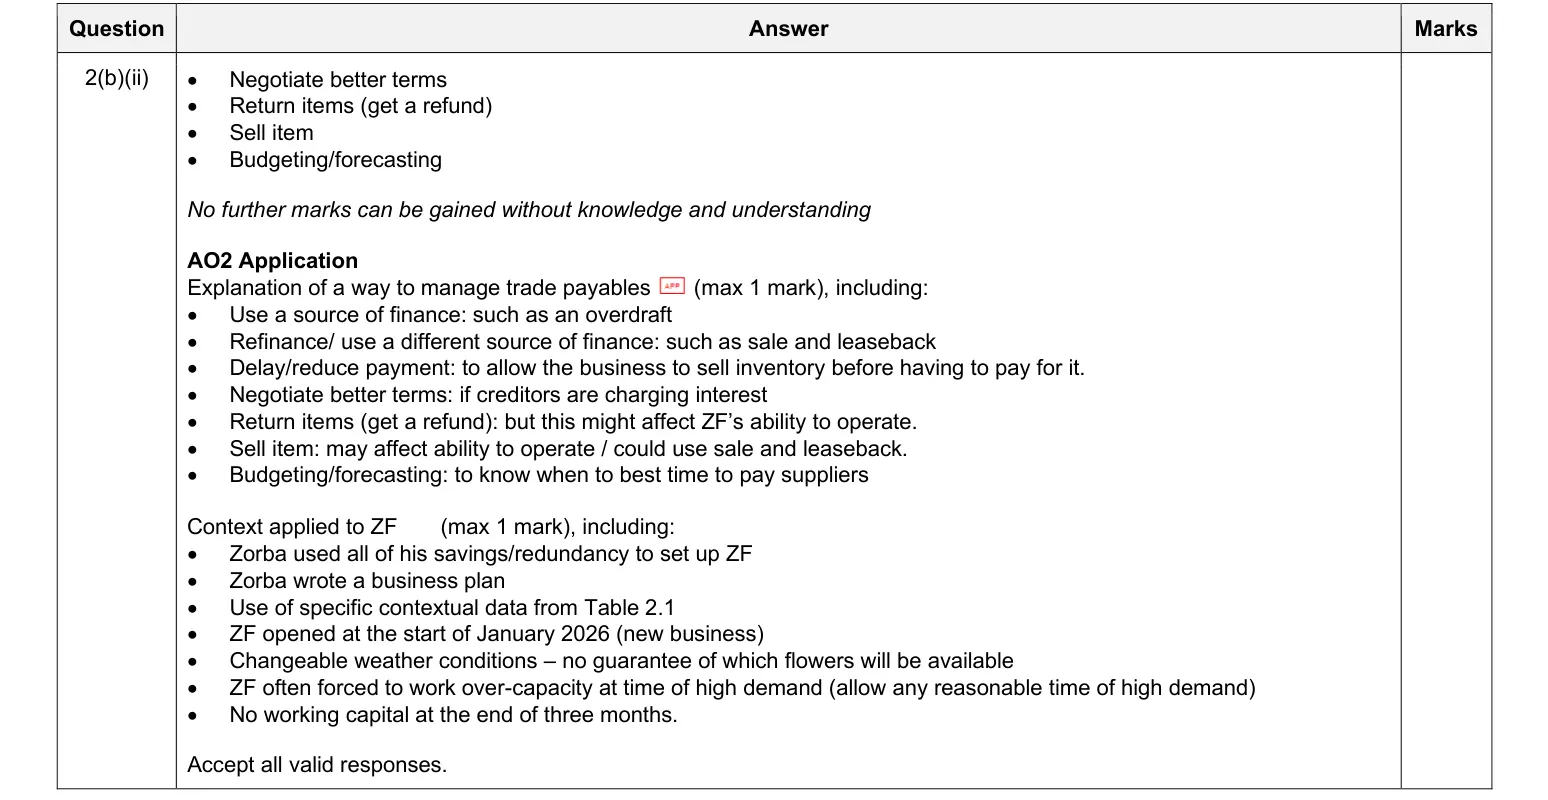 Question Answer Marks
2(b)(ii)
• Negotiate better terms
• Return items (get a refund)
• Sell item
• Budgeting/forecasting
No further marks can be gained without knowledge and understanding
AO2 Application
Explanation of a way to manage trade payables APP (max 1 mark), including:
• Use a source of finance: such as an overdraft
• Refinance/ use a different source of finance: such as sale and leaseback
• Delay/reduce payment: to allow the business to sell inventory before having to pay for it.
• Negotiate better terms: if creditors are charging interest
• Return items (get a refund): but this might affect ZF’s ability to operate.
• Sell item: may affect ability to operate / could use sale and leaseback.
• Budgeting/forecasting: to know when to best time to pay suppliers
Context applied to ZF (max 1 mark), including:
• Zorba used all of his savings/redundancy to set up ZF
• Zorba wrote a business plan
• Use of specific contextual data from Table 2.1
• ZF opened at the start of January 2026 (new business)
• Changeable weather conditions – no guarantee of which flowers will be available
• ZF often forced to work over-capacity at time of high demand (allow any reasonable time of high demand)
• No working capital at the end of three months.
Accept all valid responses.